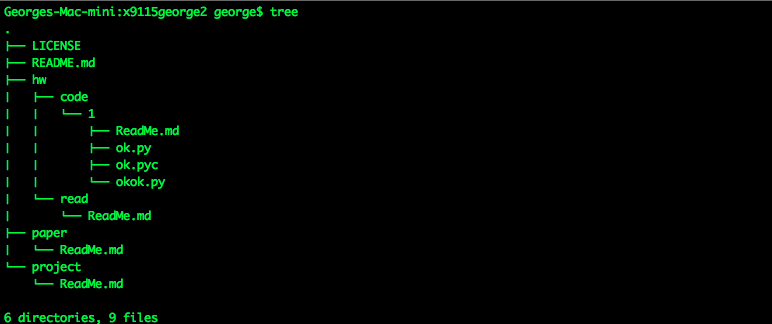 Georges-Mac-mini:x9115george2 george$ tree
.
├── LICENSE
├── README.md
├── hw
│   ├── code
│   │   └── 1
│   │       ├── ReadMe.md
│   │       ├── ok.py
│   │       ├── ok.pyc
│   │       └── okok.py
│   └── read
│       └── ReadMe.md
├── paper
│   └── ReadMe.md
└── project
    └── ReadMe.md

6 directories, 9 files